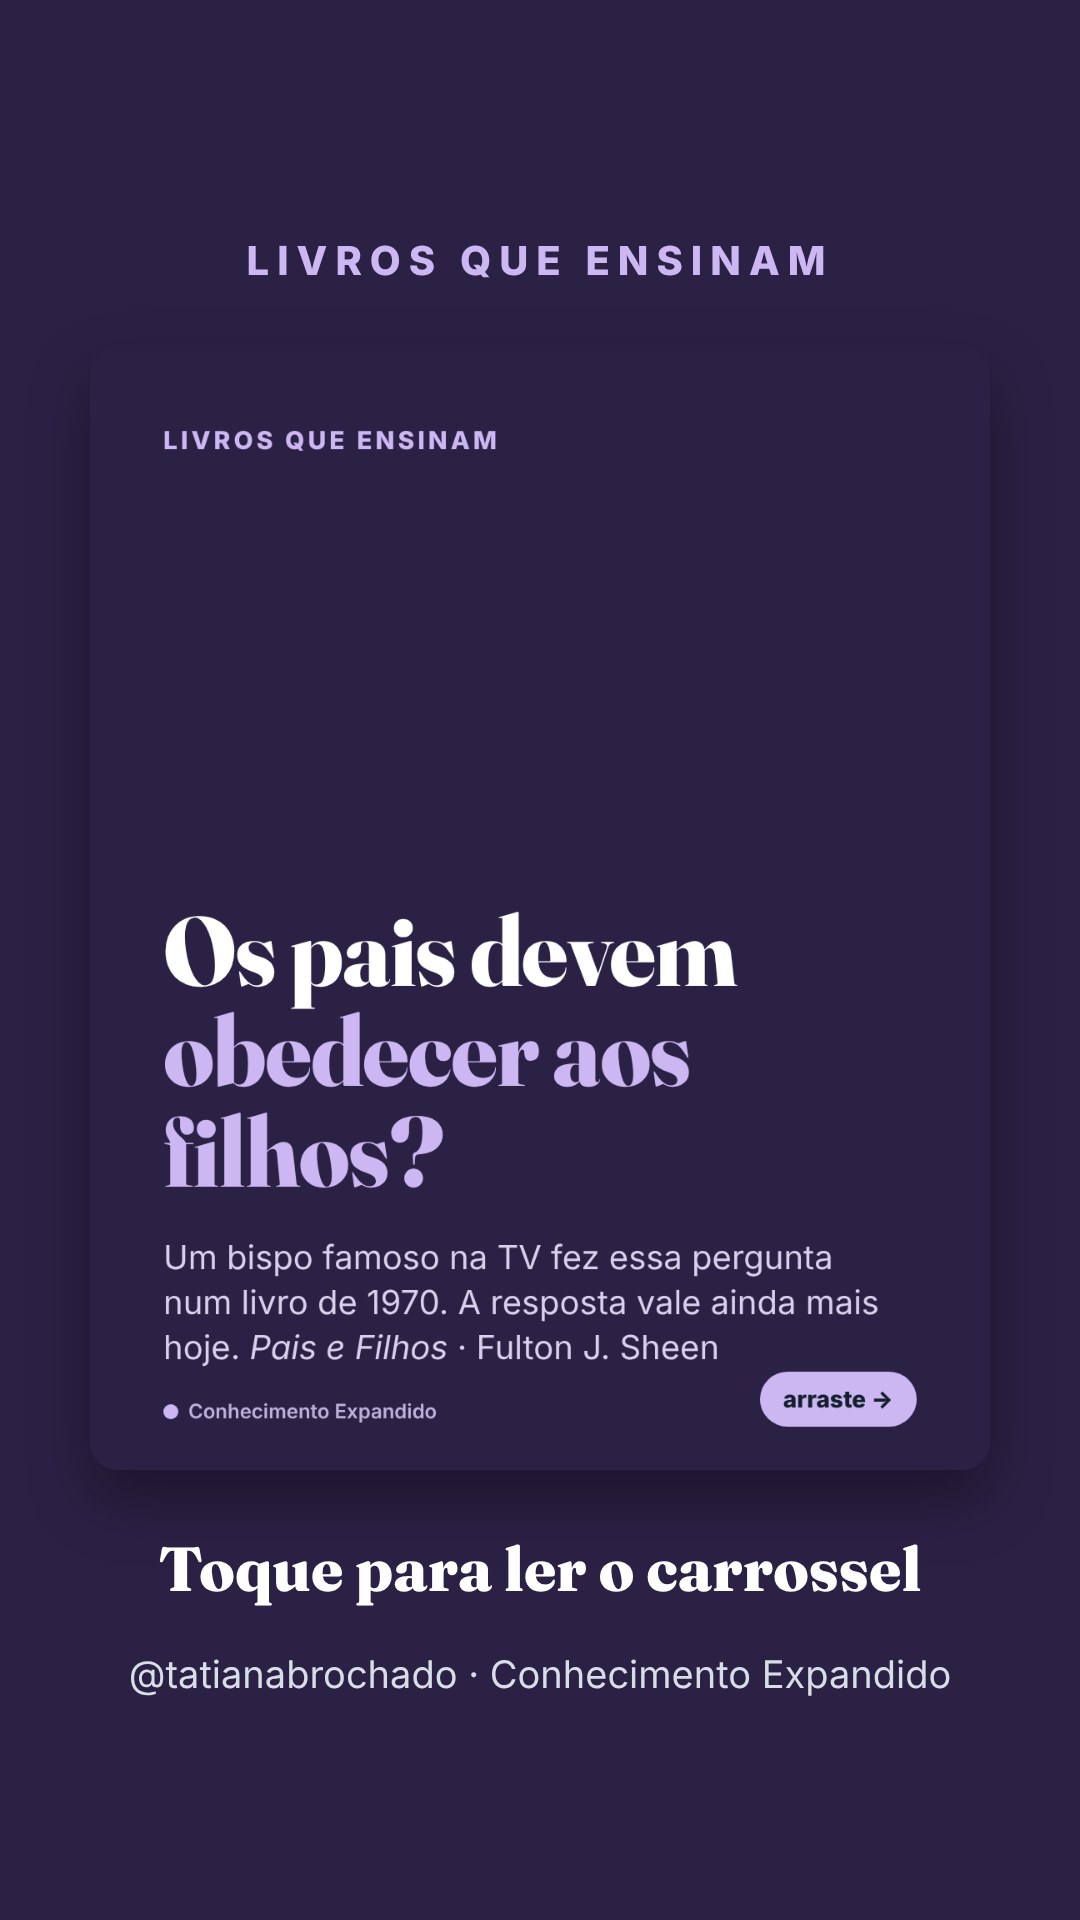 LIVROS QUE ENSINAM
LIVROS QUE ENSINAM
Os pais devem
obedecer aos
filhos?
Um bispo famoso na TV fez essa pergunta
num livro de 1970. A resposta vale ainda mais
hoje. Pais e Filhos · Fulton J. Sheen
Conhecimento Expandido
arraste →
Toque para ler o carrossel
@tatianabrochado · Conhecimento Expandido